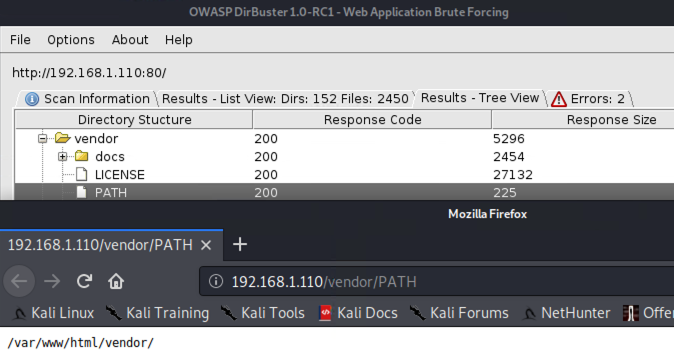 OWASP DirBuster 1.0-RC1 - Web Application Brute Forcing
File Options About Help
http://192.168.1.110:80/
Scan Information Results - List View: Dirs: 152 Files: 2450 Results - Tree View Errors: 2
Directory Stucture Response Code Response Size
vendor 200 5296
docs 200 2454
LICENSE 200 27132
PATH 200 225
Mozilla Firefox
192.168.1.110/vendor/PATH
192.168.1.110/vendor/PATH
Kali Linux Kali Training Kali Tools Kali Docs Kali Forums NetHunter Offe
/var/www/html/vendor/